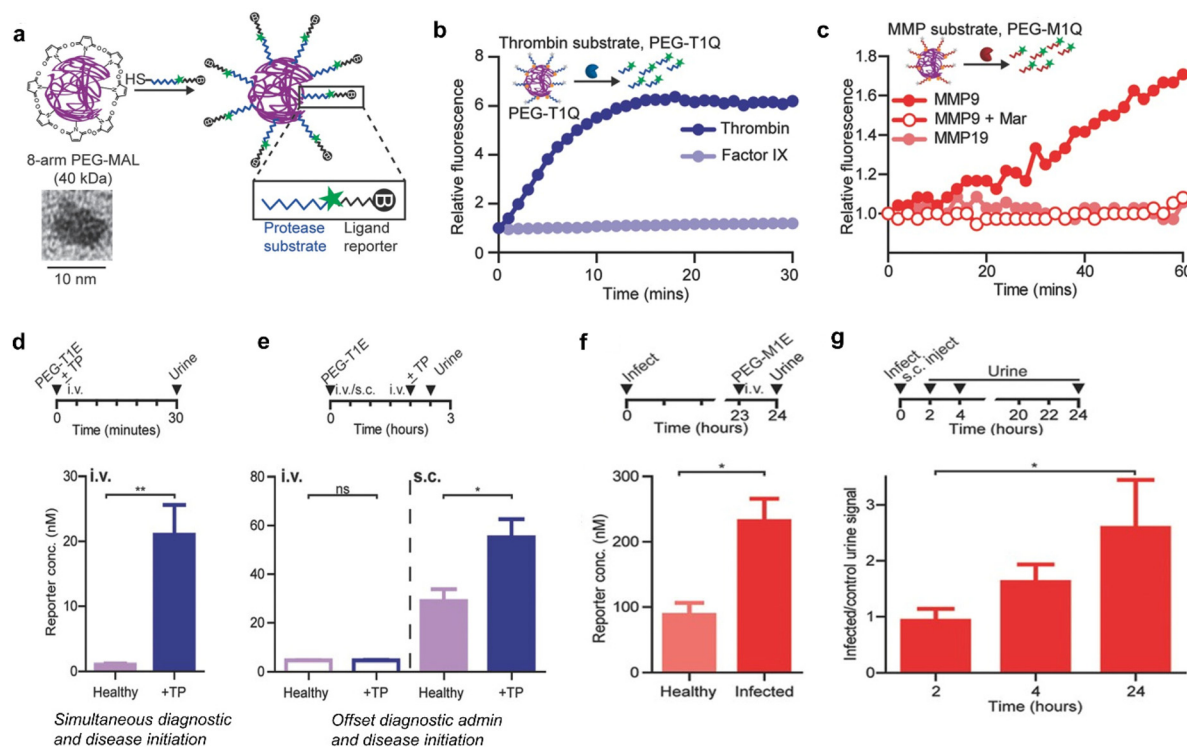 a
HS
B
8-arm PEG-MAL
(40 kDa)
10 nm
Protease
substrate
Ligand
reporter
b
Thrombin substrate, PEG-T1Q
PEG-T1Q
Relative fluorescence
8
6
4
2
0
Thrombin
Factor IX
0 10 20 30
Time (mins)
c
MMP substrate, PEG-M1Q
Relative fluorescence
1.8
1.6
1.4
1.2
1.0
0.8
MMP9
MMP9 + Mar
MMP19
0 20 40 60
Time (mins)
d
PEG-T1E
± TP
i.v.
Urine
0 30
Time (minutes)
i.v.
**
Reporter conc. (nM)
30
20
10
0
Healthy +TP
Simultaneous diagnostic
and disease initiation
e
PEG-T1E
i.v./s.c.
i.v.
± TP
Urine
0 3
Time (hours)
i.v.
ns
s.c.
*
80
60
40
20
0
Healthy +TP Healthy +TP
Offset diagnostic admin
and disease initiation
f
Infect
PEG-M1E
i.v.
Urine
0 23 24
Time (hours)
*
Reporter conc. (nM)
300
200
100
0
Healthy Infected
g
Infect
s.c. inject
Urine
0 2 4 20 22 24
Time (hours)
*
Infected/control urine signal
3
2
1
0
2 4 24
Time (hours)